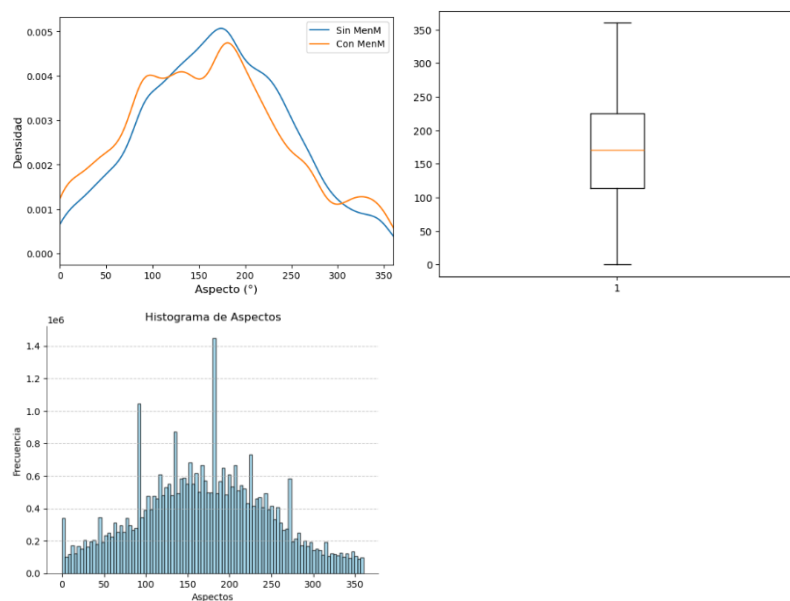 Sin MenM
Con MenM
0.005
0.004
0.003
0.002
0.001
0.000
Densidad
0 50 100 150 200 250 300 350
Aspecto (°)
350
300
250
200
150
100
50
0
1
Histograma de Aspectos
1e6
1.4
1.2
1.0
0.8
0.6
0.4
0.2
0.0
Frecuencia
0 50 100 150 200 250 300 350
Aspectos